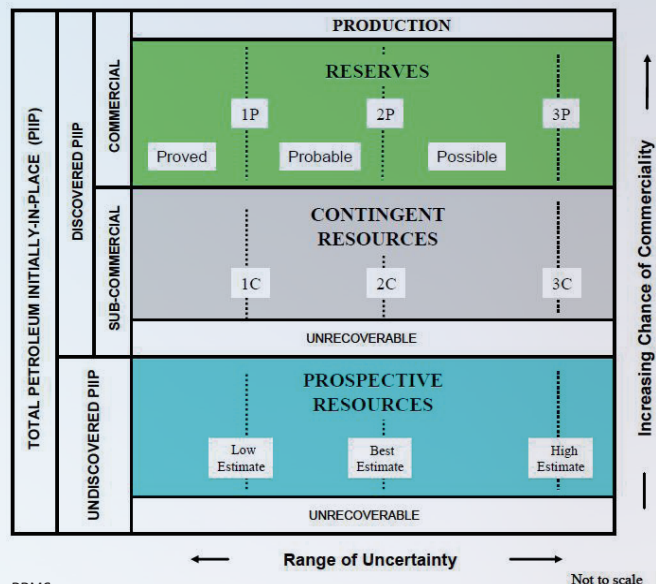 TOTAL PETROLEUM INITIALLY-IN-PLACE (PIIP)
DISCOVERED PIIP
UNDISCOVERED PIIP
COMMERCIAL
SUB-COMMERCIAL
PRODUCTION
RESERVES
1P 2P 3P
Proved Probable Possible
CONTINGENT
RESOURCES
1C 2C 3C
UNRECOVERABLE
PROSPECTIVE
RESOURCES
Low Best High
Estimate Estimate Estimate
UNRECOVERABLE
Increasing Chance of Commerciality
Range of Uncertainty
Not to scale